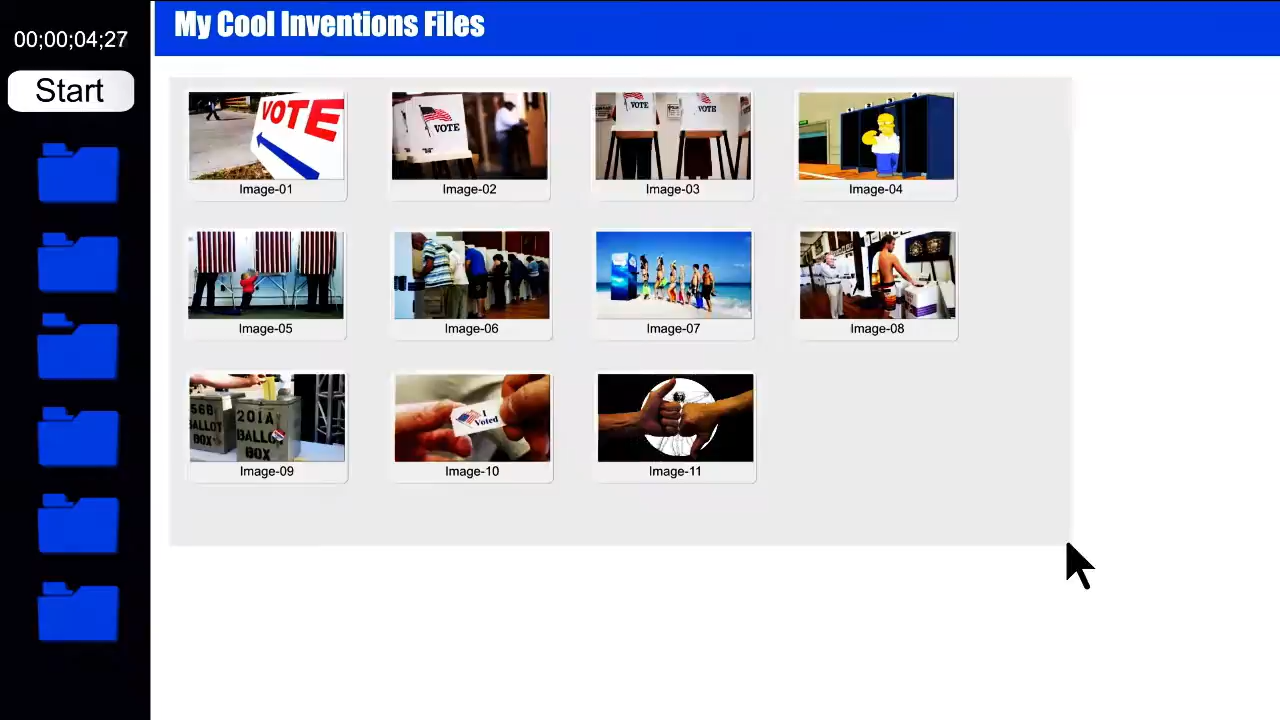 My Cool Inventions Files
00;00;04;27
Start
VOTE
VOTE
VOTE
VOTE
Image-01
Image-02
Image-03
Image-04
Image-05
Image-06
Image-07
Image-08
56B
BALLOT
BOX
201A
BALLOT
BOX
I
Voted
Image-09
Image-10
Image-11